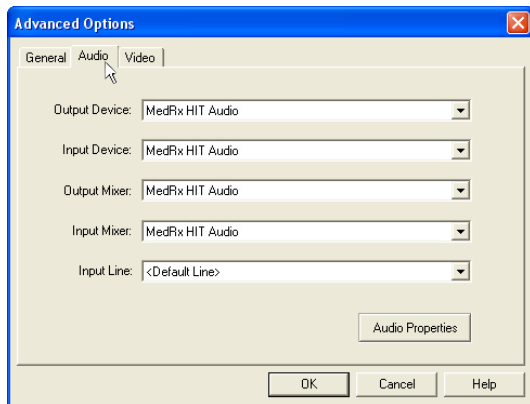 Advanced Options
General Audio Video
Output Device: MedRx HIT Audio
Input Device: MedRx HIT Audio
Output Mixer: MedRx HIT Audio
Input Mixer: MedRx HIT Audio
Input Line: <Default Line>
Audio Properties
OK Cancel Help